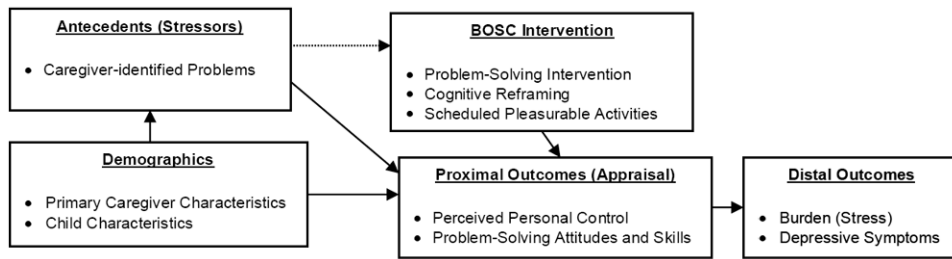 Antecedents (Stressors)
• Caregiver-identified Problems
BOSC Intervention
• Problem-Solving Intervention
• Cognitive Reframing
• Scheduled Pleasurable Activities
Demographics
• Primary Caregiver Characteristics
• Child Characteristics
Proximal Outcomes (Appraisal)
• Perceived Personal Control
• Problem-Solving Attitudes and Skills
Distal Outcomes
• Burden (Stress)
• Depressive Symptoms